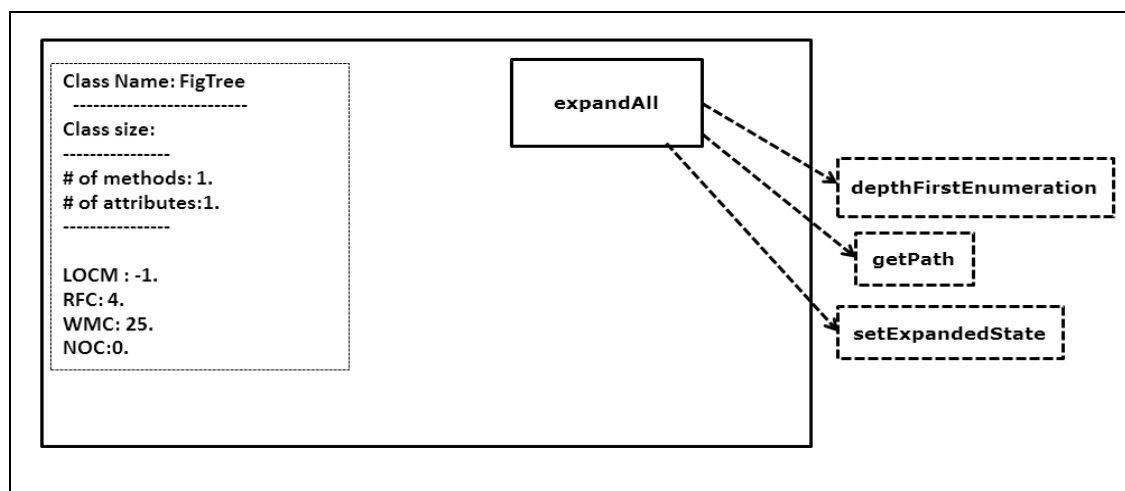 Class Name: FigTree
--------------------------
Class size:
----------------
# of methods: 1.
# of attributes:1.
----------------
LOCM : -1.
RFC: 4.
WMC: 25.
NOC:0.
expandAll
depthFirstEnumeration
getPath
setExpandedState